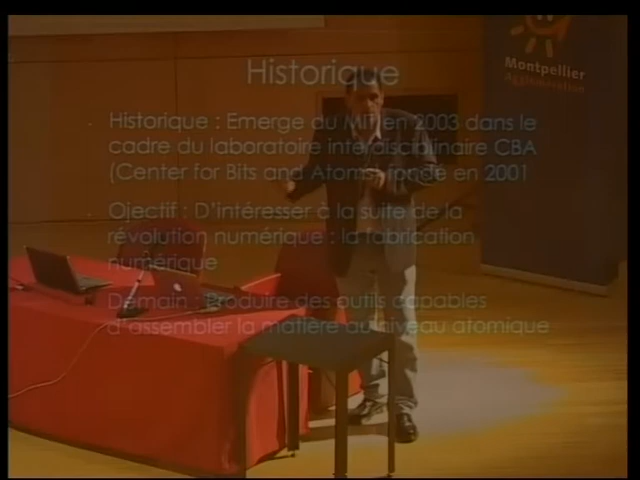 Historique
Historique : Emerge du MIT en 2003 dans le
cadre du laboratoire interdisciplinaire CBA
(Center for Bits and Atoms) fondé en 2001
Ojectif : D'intéresser à la suite de la
révolution numérique : la fabrication
numérique
Demain : Produire des outils capables
d'assembler la matière au niveau atomique
Montpellier
Agglomération